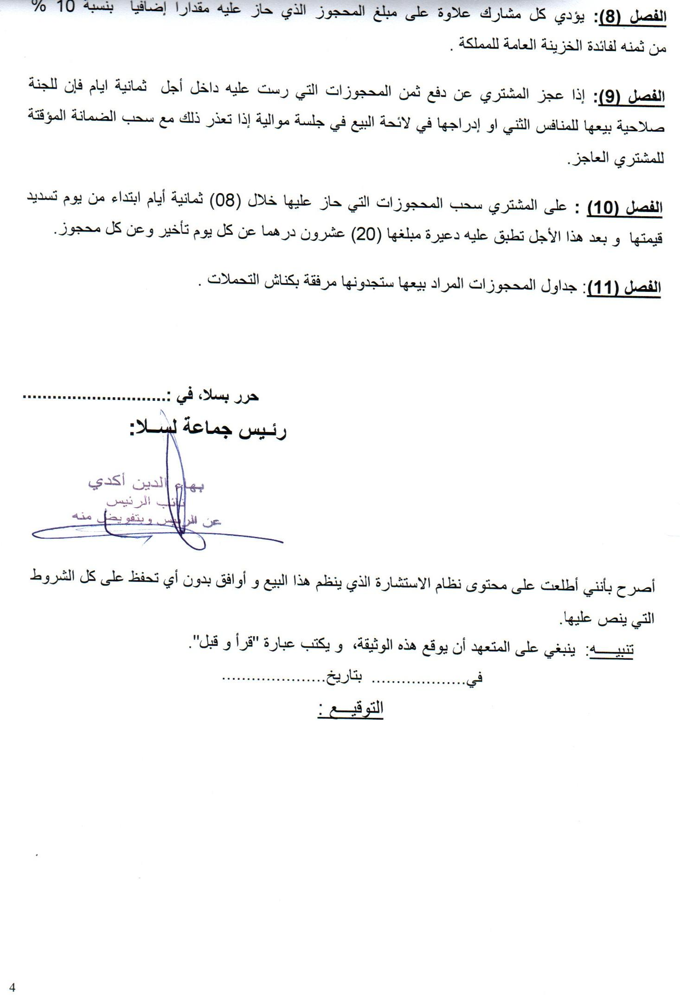 الفصل (8): يؤدي كل مشارك علاوة على مبلغ المحجوز الذي حاز عليه مقدارا إضافيا بنسبة 10 %
من ثمنه لفائدة الخزينة العامة للمملكة .
الفصل (9): إذا عجز المشتري عن دفع ثمن المحجوزات التي رست عليه داخل أجل ثمانية ايام فإن للجنة
صلاحية بيعها للمنافس الثني او إدراجها في لائحة البيع في جلسة موالية إذا تعذر ذلك مع سحب الضمانة المؤقتة
للمشتري العاجز.
الفصل (10) : على المشتري سحب المحجوزات التي حاز عليها خلال (08) ثمانية أيام ابتداء من يوم تسديد
قيمتها و بعد هذا الأجل تطبق عليه دعيرة مبلغها (20) عشرون درهما عن كل يوم تأخير وعن كل محجوز.
الفصل (11): جداول المحجوزات المراد بيعها ستجدونها مرفقة بكناش التحملات .
حرر بسلا، في :.............................
رئـيس جماعة لسـلا:
بهاء الدين أكدي
نائب الرئيس
عن الرئيس وبتفويض منه
أصرح بأنني أطلعت على محتوى نظام الاستشارة الذي ينظم هذا البيع و أوافق بدون أي تحفظ على كل الشروط
التي ينص عليها.
تنبيـــه: ينبغي على المتعهد أن يوقع هذه الوثيقة، و يكتب عبارة "قرأ و قبل".
في................... بتاريخ.....................
التوقيـــع :
4